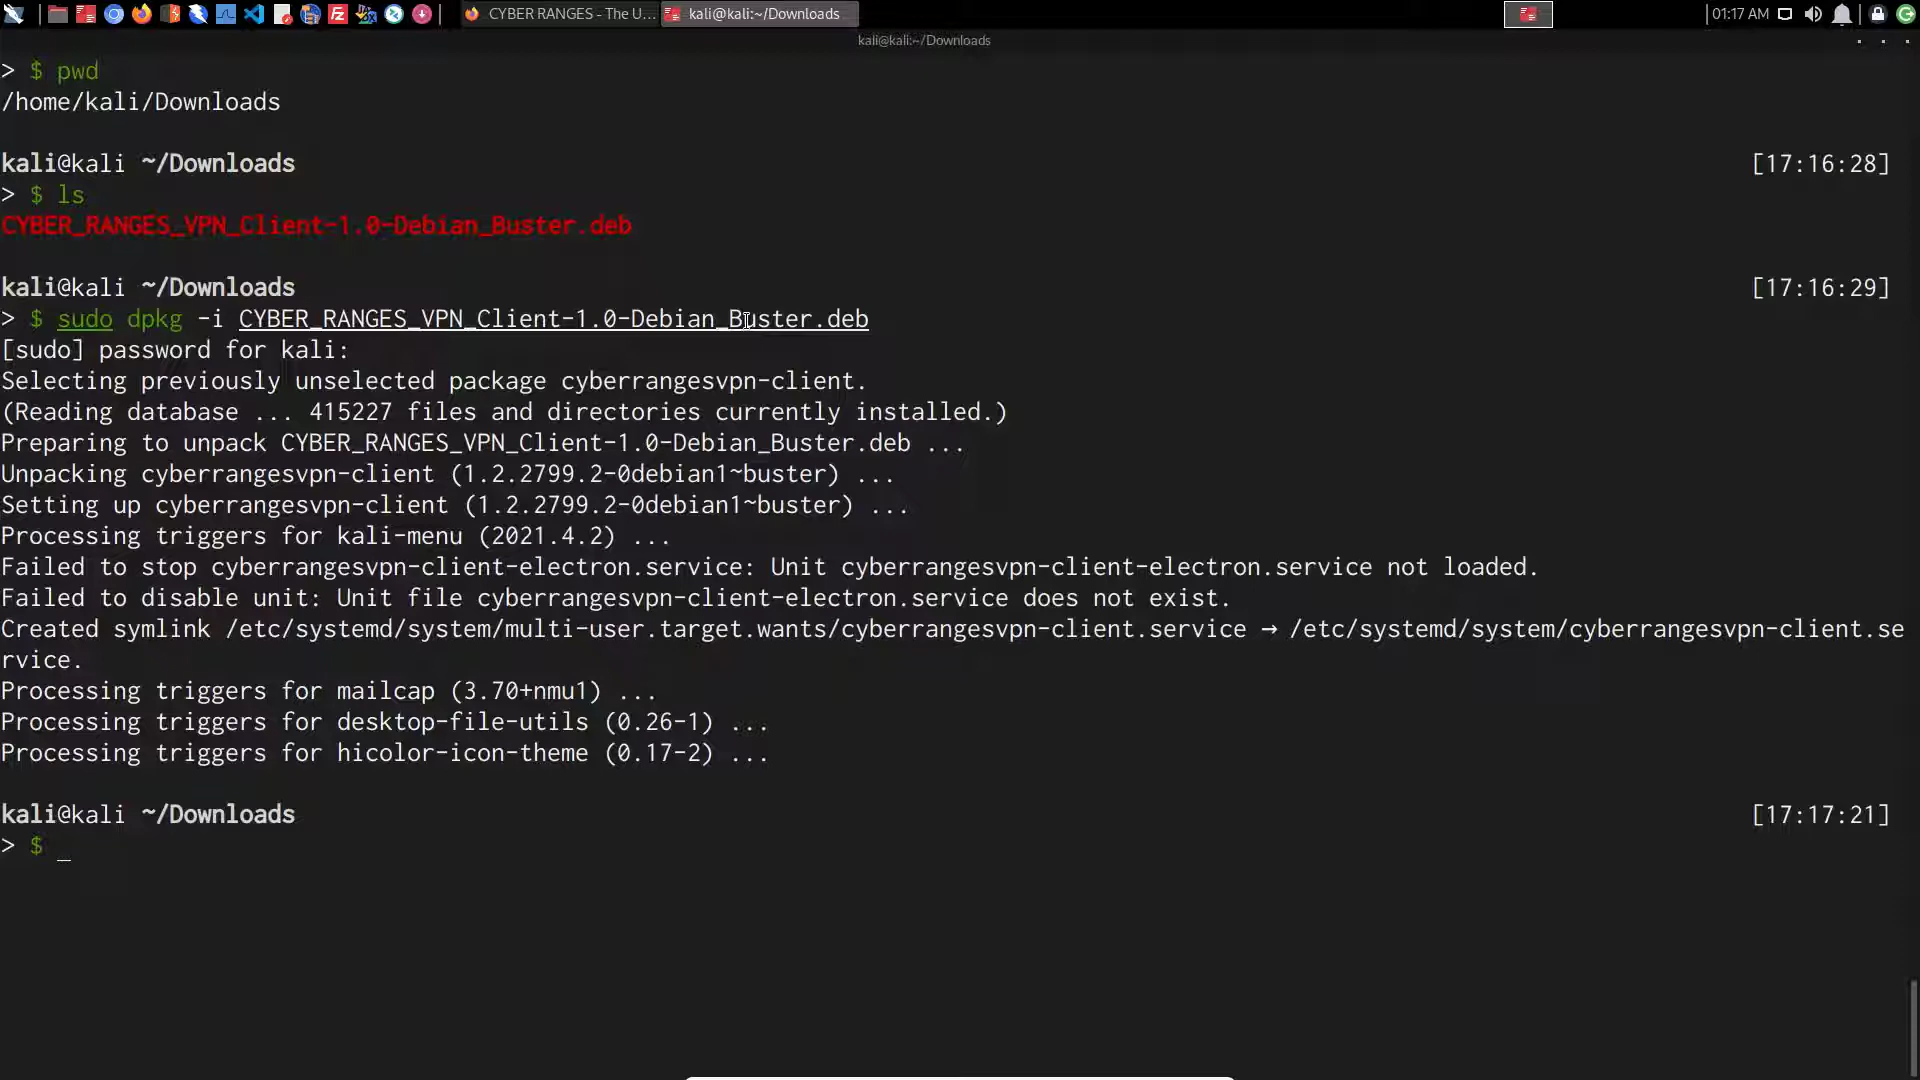 CYBER RANGES - The U... kali@kali:~/Downloads 01:17 AM
kali@kali:~/Downloads
> $ pwd
/home/kali/Downloads
kali@kali ~/Downloads [17:16:28]
> $ ls
CYBER_RANGES_VPN_Client-1.0-Debian_Buster.deb
kali@kali ~/Downloads [17:16:29]
> $ sudo dpkg -i CYBER_RANGES_VPN_Client-1.0-Debian_Buster.deb
[sudo] password for kali:
Selecting previously unselected package cyberrangesvpn-client.
(Reading database ... 415227 files and directories currently installed.)
Preparing to unpack CYBER_RANGES_VPN_Client-1.0-Debian_Buster.deb ...
Unpacking cyberrangesvpn-client (1.2.2799.2-0debian1~buster) ...
Setting up cyberrangesvpn-client (1.2.2799.2-0debian1~buster) ...
Processing triggers for kali-menu (2021.4.2) ...
Failed to stop cyberrangesvpn-client-electron.service: Unit cyberrangesvpn-client-electron.service not loaded.
Failed to disable unit: Unit file cyberrangesvpn-client-electron.service does not exist.
Created symlink /etc/systemd/system/multi-user.target.wants/cyberrangesvpn-client.service → /etc/systemd/system/cyberrangesvpn-client.se
rvice.
Processing triggers for mailcap (3.70+nmu1) ...
Processing triggers for desktop-file-utils (0.26-1) ...
Processing triggers for hicolor-icon-theme (0.17-2) ...
kali@kali ~/Downloads [17:17:21]
> $ _